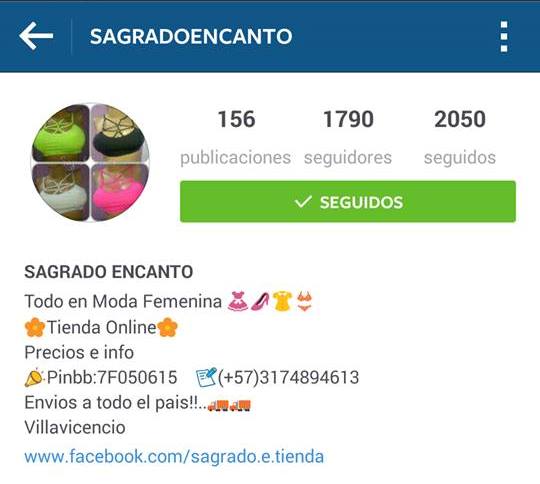 SAGRADOENCANTO
156 1790 2050
publicaciones seguidores seguidos
✓ SEGUIDOS
SAGRADO ENCANTO
Todo en Moda Femenina 👗👠👚👙
🌼Tienda Online🌼
Precios e info
📣Pinbb:7F050615 📝(+57)3174894613
Envios a todo el pais!!..🚚🚚
Villavicencio
www.facebook.com/sagrado.e.tienda